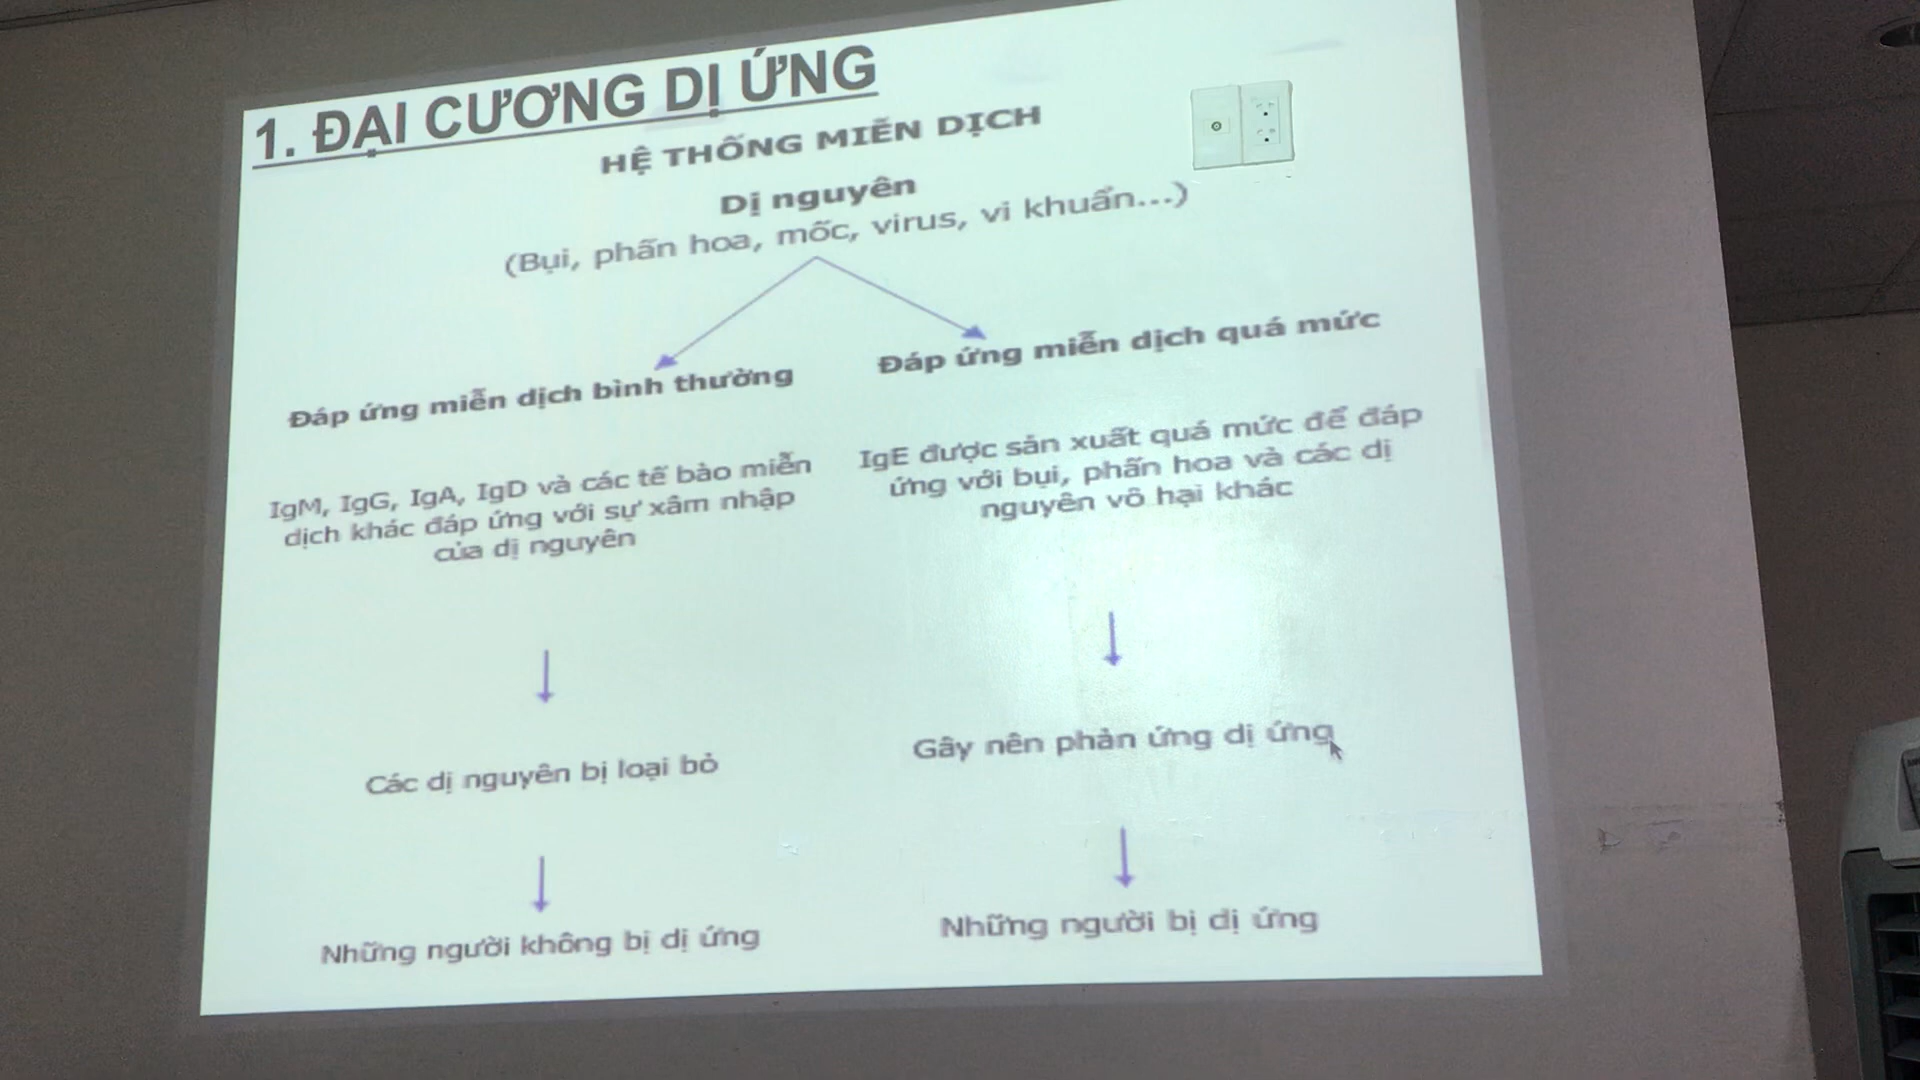 1. ĐẠI CƯƠNG DỊ ỨNG
HỆ THỐNG MIỄN DỊCH
Dị nguyên
(Bụi, phấn hoa, mốc, virus, vi khuẩn...)
Đáp ứng miễn dịch bình thường
IgM, IgG, IgA, IgD và các tế bào miễn
dịch khác đáp ứng với sự xâm nhập
của dị nguyên
Các dị nguyên bị loại bỏ
Những người không bị dị ứng
Đáp ứng miễn dịch quá mức
IgE được sản xuất quá mức để đáp
ứng với bụi, phấn hoa và các dị
nguyên vô hại khác
Gây nên phản ứng dị ứng
Những người bị dị ứng